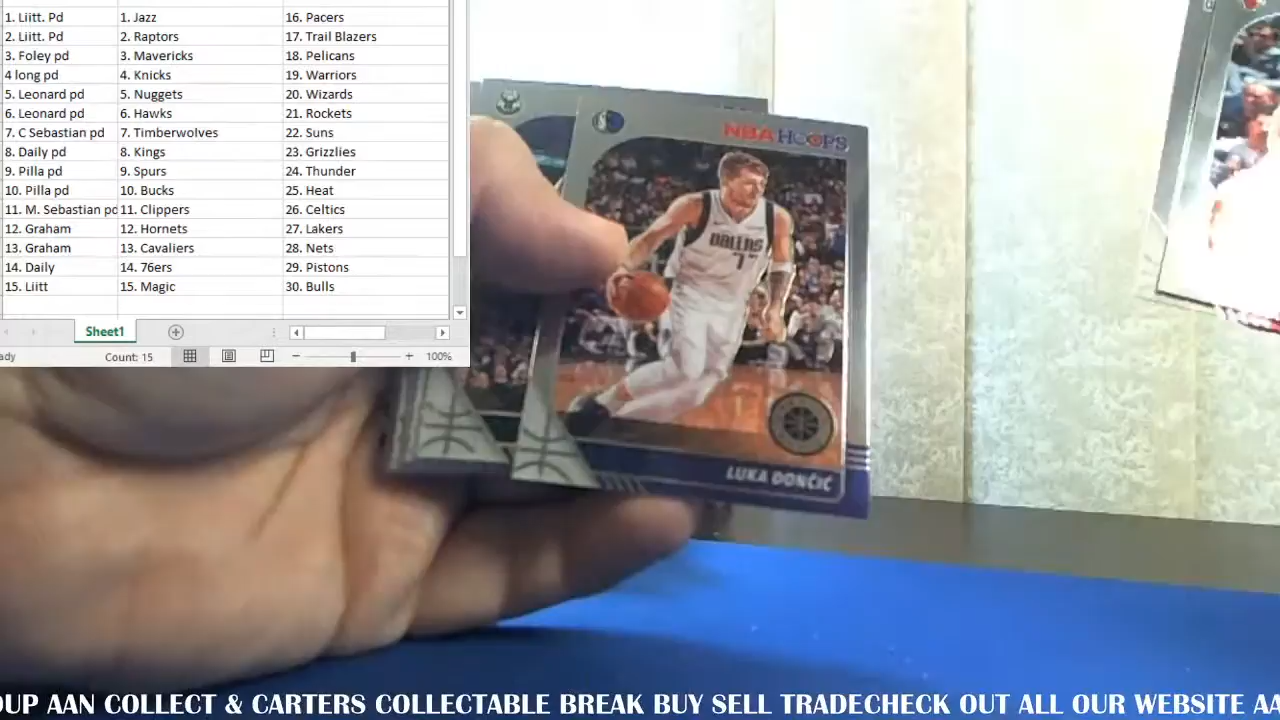 1. Liitt. Pd 1. Jazz 16. Pacers
2. Liitt. Pd 2. Raptors 17. Trail Blazers
3. Foley pd 3. Mavericks 18. Pelicans
4 long pd 4. Knicks 19. Warriors
5. Leonard pd 5. Nuggets 20. Wizards
6. Leonard pd 6. Hawks 21. Rockets
7. C Sebastian pd 7. Timberwolves 22. Suns
8. Daily pd 8. Kings 23. Grizzlies
9. Pilla pd 9. Spurs 24. Thunder
10. Pilla pd 10. Bucks 25. Heat
11. M. Sebastian pd 11. Clippers 26. Celtics
12. Graham 12. Hornets 27. Lakers
13. Graham 13. Cavaliers 28. Nets
14. Daily 14. 76ers 29. Pistons
15. Liitt 15. Magic 30. Bulls
Sheet1
ady Count: 15 100%
NBA HOOPS
DALLAS
LUKA DONČIĆ
OUP AAN COLLECT & CARTERS COLLECTABLE BREAK BUY SELL TRADECHECK OUT ALL OUR WEBSITE AA